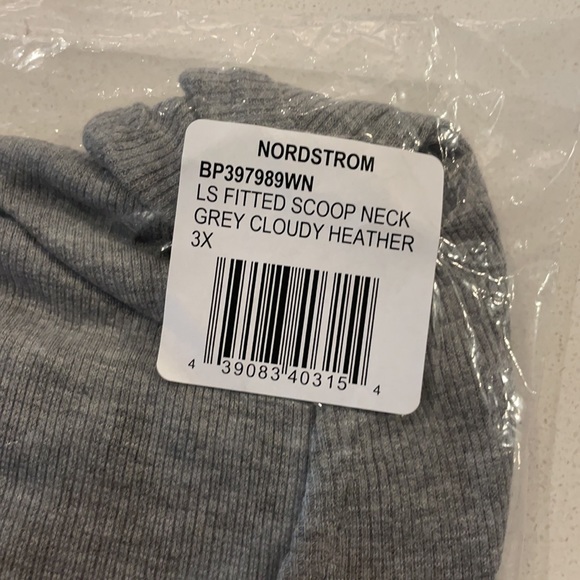 NORDSTROM
BP397989WN
LS FITTED SCOOP NECK
GREY CLOUDY HEATHER
3X
4 39083 40315 4